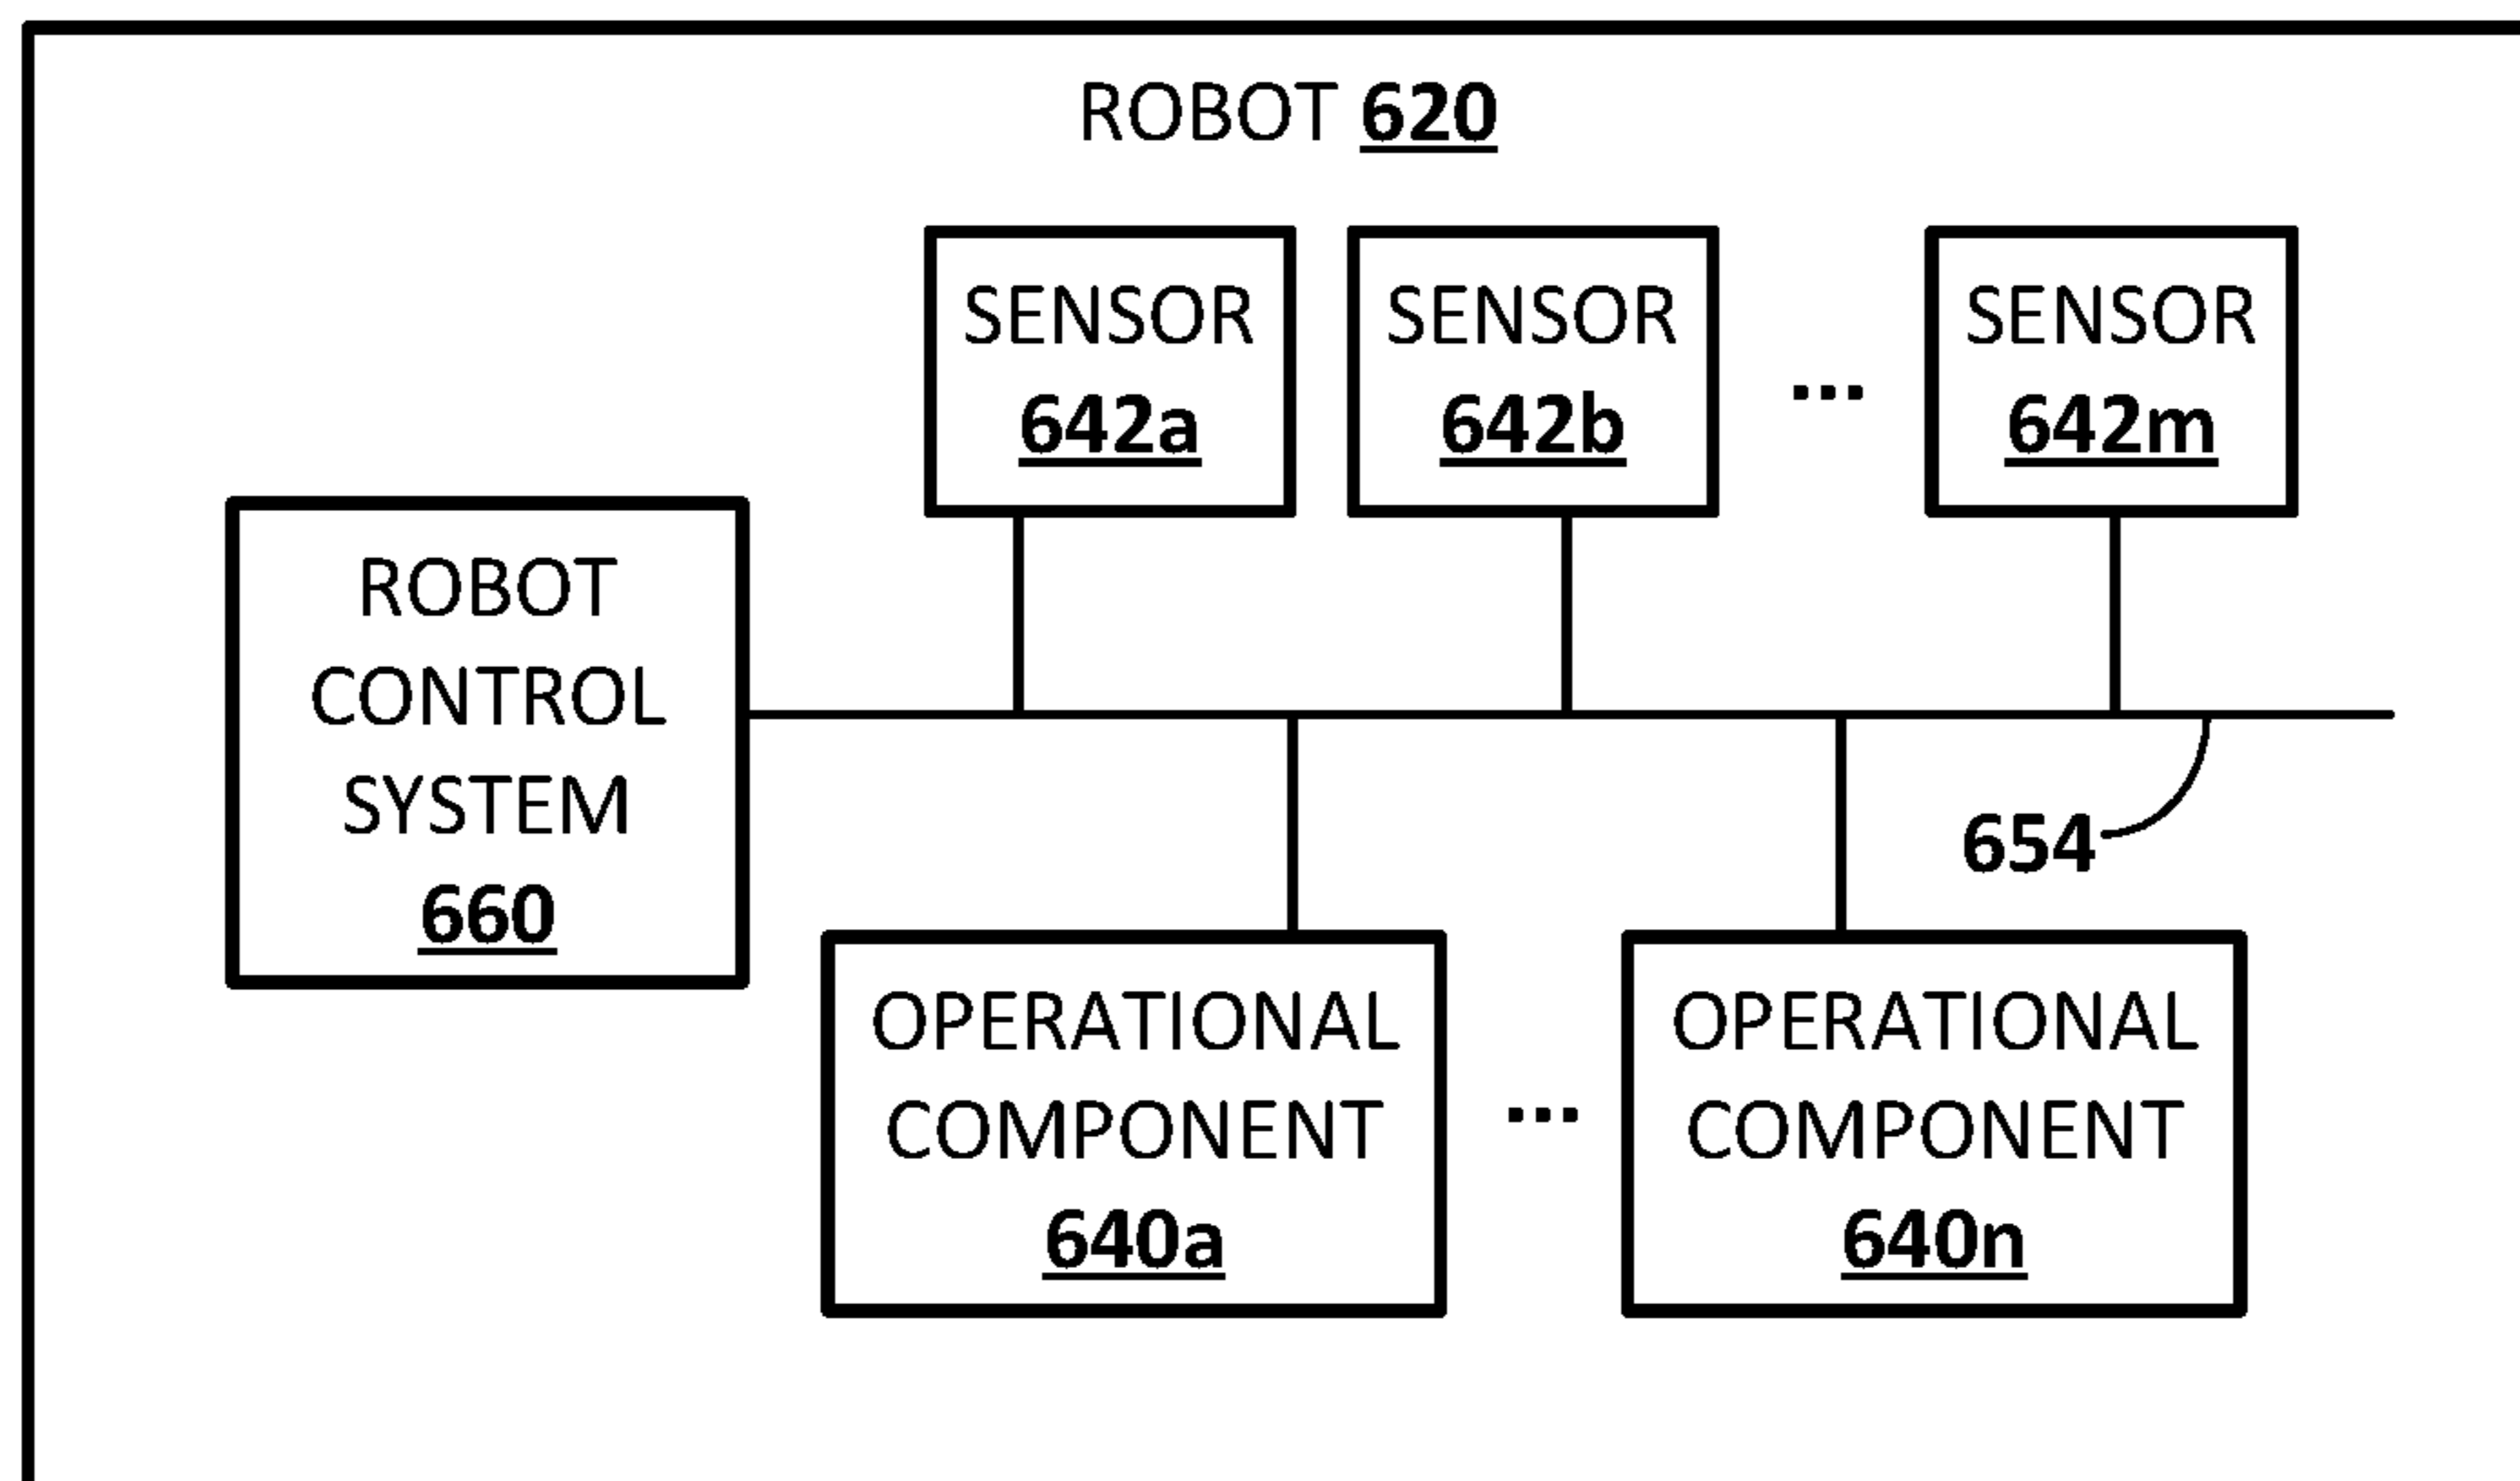 ROBOT 620
SENSOR
642a
SENSOR
642b
...
SENSOR
642m
ROBOT
CONTROL
SYSTEM
660
654
OPERATIONAL
COMPONENT
640a
...
OPERATIONAL
COMPONENT
640n